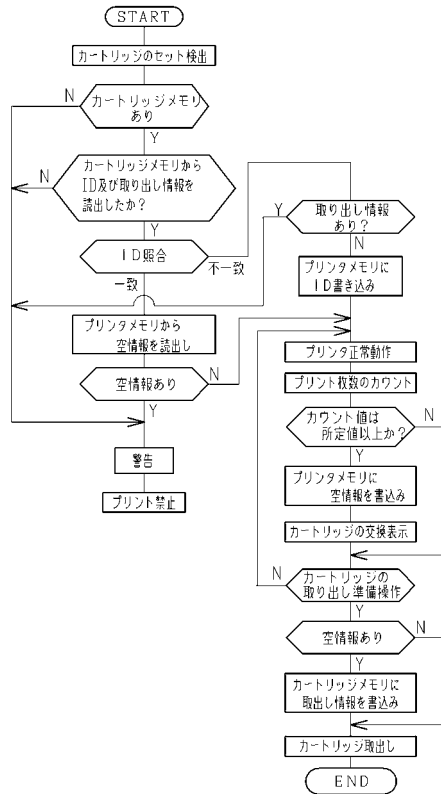 START
カートリッジのセット検出
N
カートリッジメモリ
あり
Y
N
カートリッジメモリから
ID及び取り出し情報を
読出したか？
Y
ID照合
不一致
一致
プリンタメモリから
空情報を読出し
空情報あり
N
Y
警告
プリント禁止
Y
取り出し情報
あり？
N
プリンタメモリに
ID書き込み
プリンタ正常動作
プリント枚数のカウント
カウント値は
所定値以上か？
N
Y
プリンタメモリに
空情報を書込み
カートリッジの交換表示
N
カートリッジの
取り出し準備操作
Y
空情報あり
N
Y
カートリッジメモリに
取出し情報を書込み
カートリッジ取出し
END